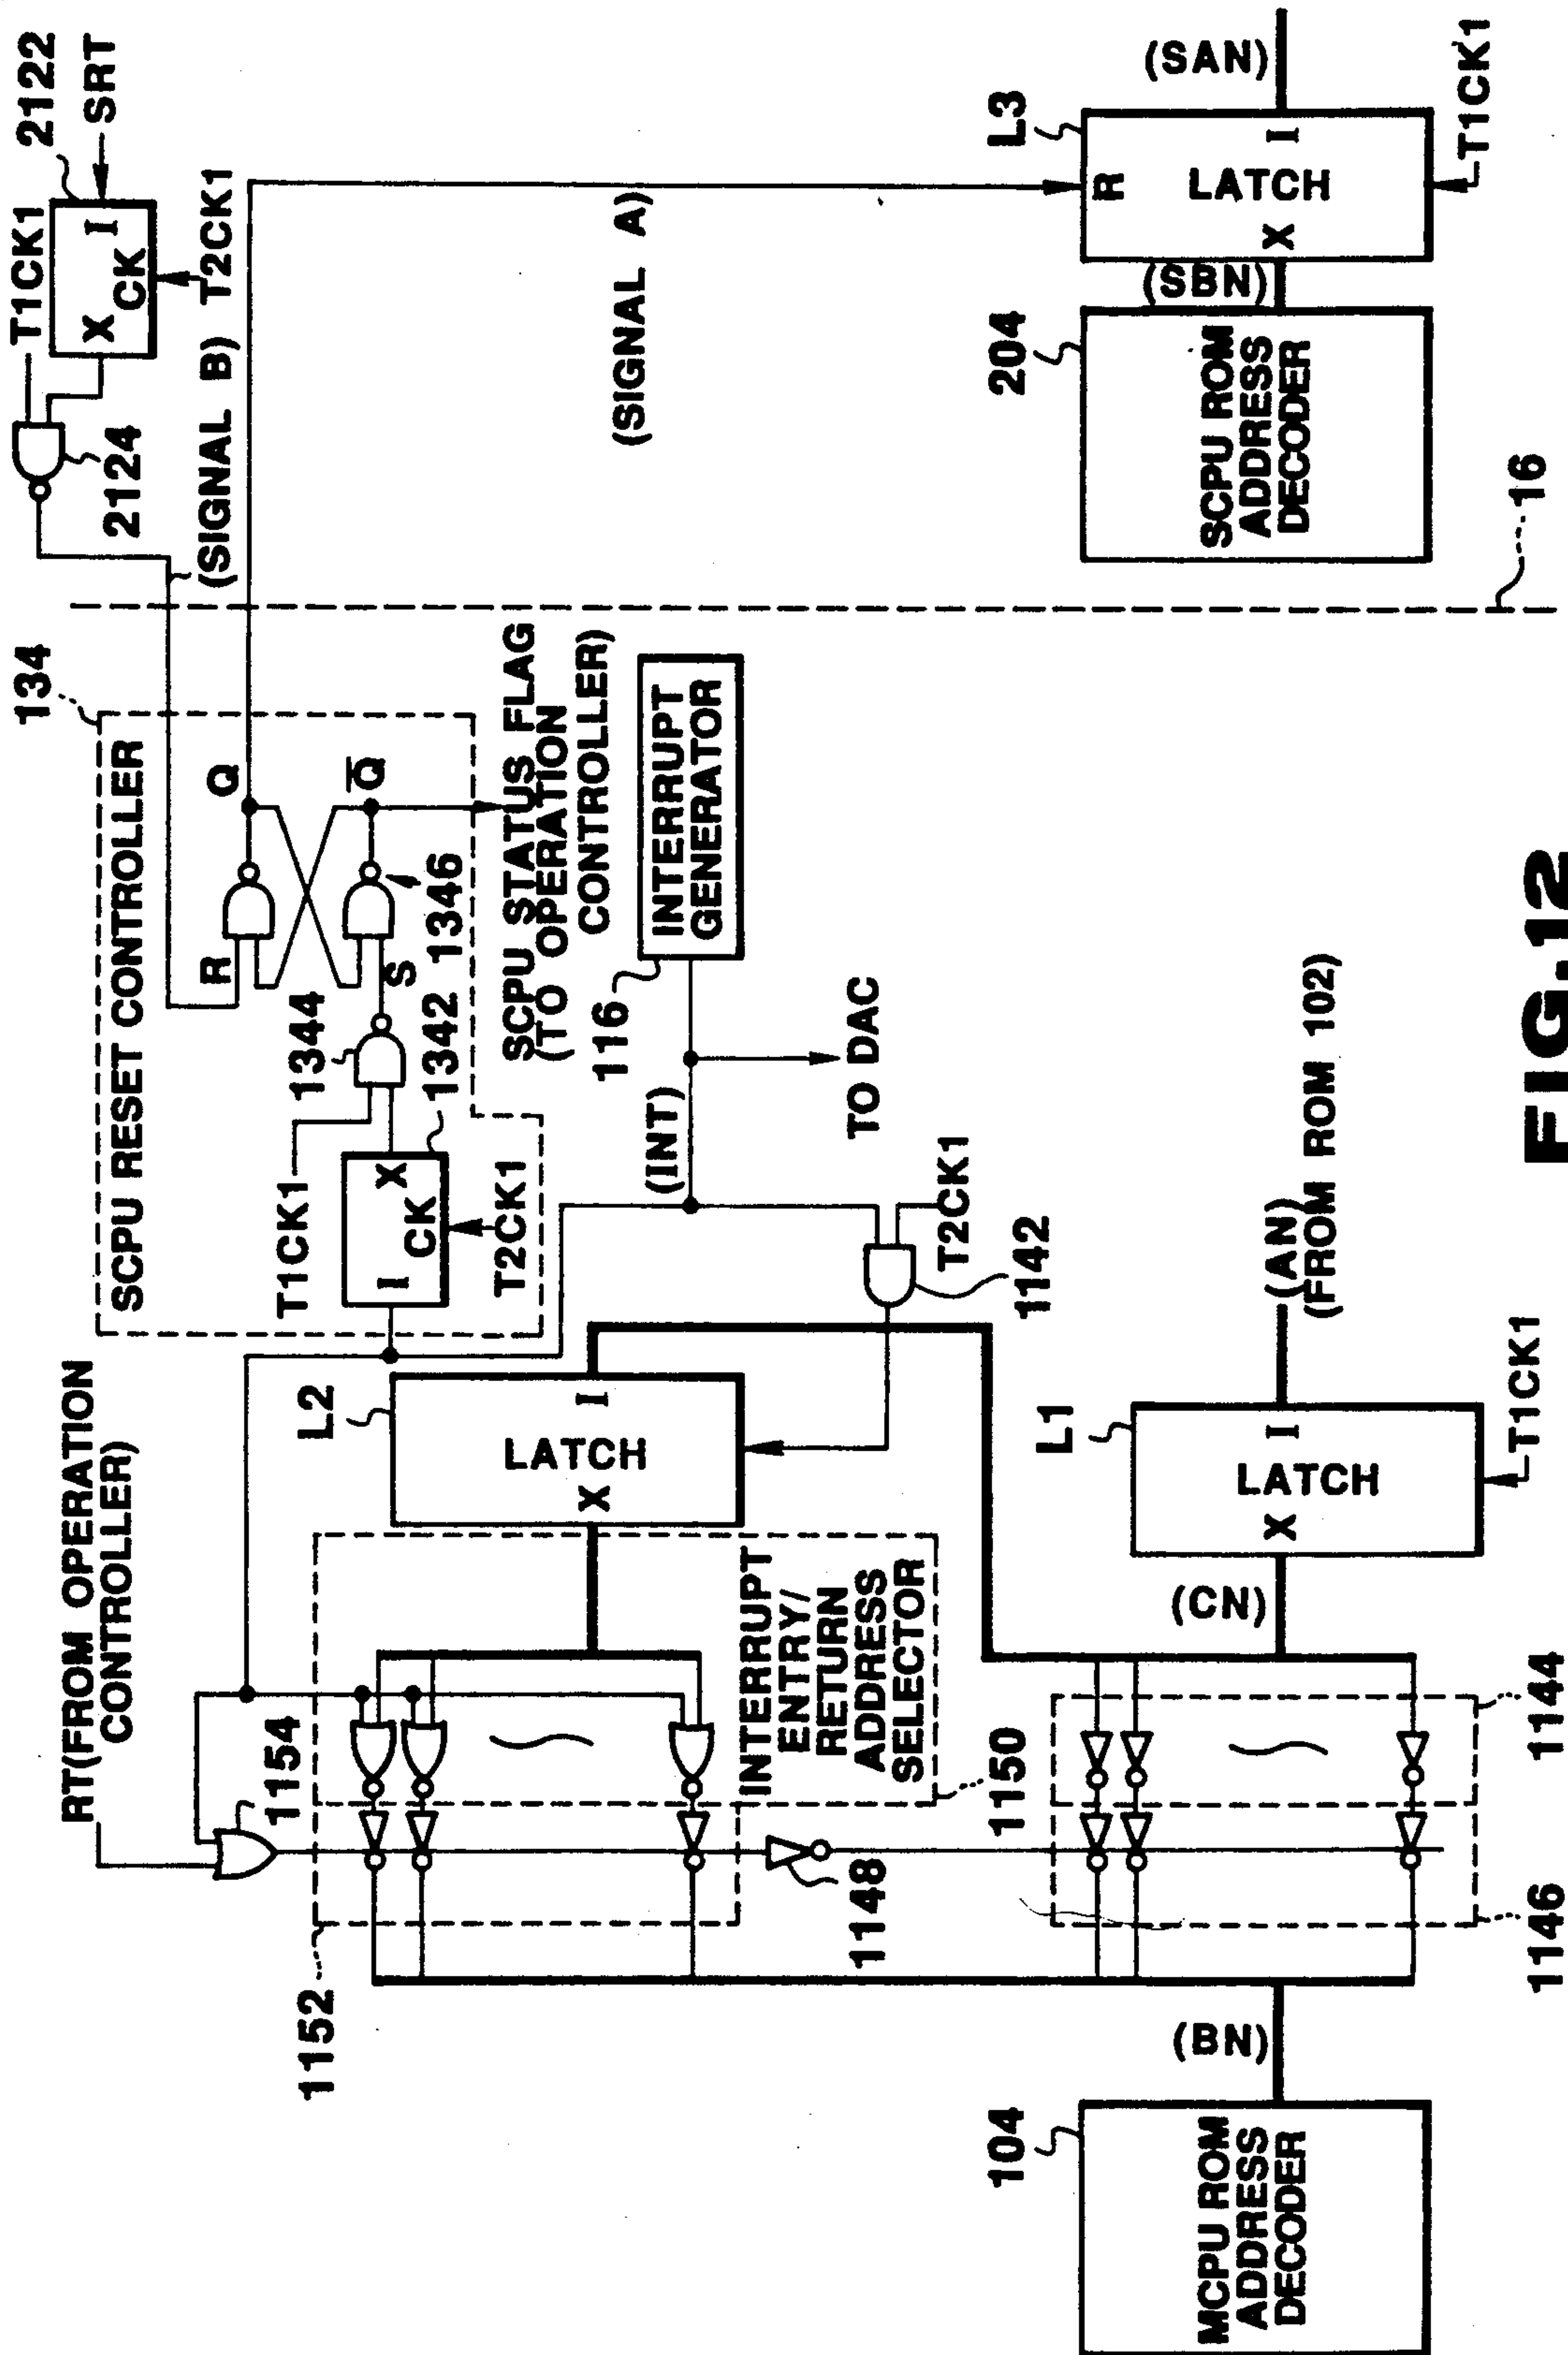 134
SCPU RESET CONTROLLER
RT(FROM OPERATION
CONTROLLER)
1154
L2
LATCH
I
X
1152
INTERRUPT
ENTRY/
RETURN
ADDRESS
SELECTOR
1150
1148
T1CK1
I
X
CK
T2CK1
1342
1344
1346
R
S
Q
Q̅
SCPU STATUS FLAG
(TO OPERATION
CONTROLLER)
116
INTERRUPT
GENERATOR
(INT)
TO DAC
T2CK1
1142
T1CK1
2122
SRT
X
I
CK
T2CK1
2124
(SIGNAL B)
(SIGNAL A)
104
MCPU ROM
ADDRESS
DECODER
(BN)
1146
1144
(CN)
L1
LATCH
X
I
T1CK1
(AN)
(FROM ROM 102)
16
204
SCPU ROM
ADDRESS
DECODER
(SBN)
L3
R
LATCH
X
I
(SAN)
T1CK1
FIG.12